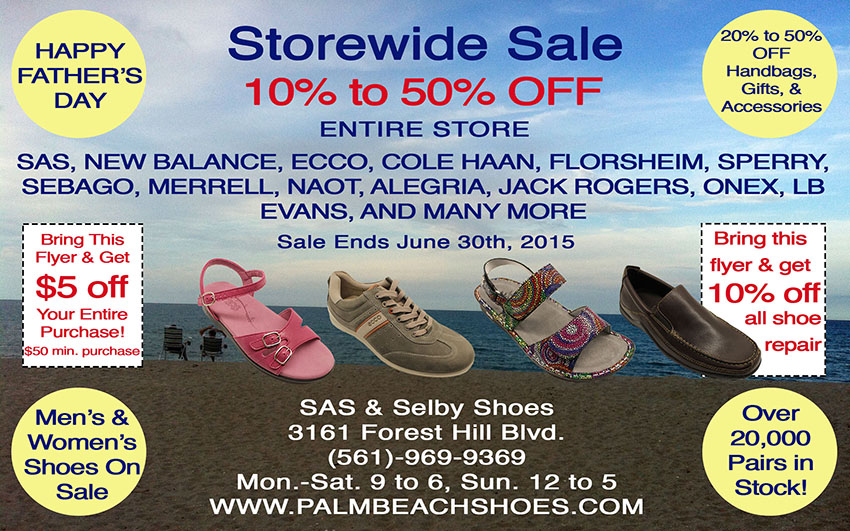 HAPPY
FATHER'S
DAY
Storewide Sale
10% to 50% OFF
ENTIRE STORE
20% to 50%
OFF
Handbags,
Gifts, &
Accessories
SAS, NEW BALANCE, ECCO, COLE HAAN, FLORSHEIM, SPERRY,
SEBAGO, MERRELL, NAOT, ALEGRIA, JACK ROGERS, ONEX, LB
EVANS, AND MANY MORE
Sale Ends June 30th, 2015
Bring This
Flyer & Get
$5 off
Your Entire
Purchase!
$50 min. purchase
Bring this
flyer & get
10% off
all shoe
repair
Men's &
Women's
Shoes On
Sale
SAS & Selby Shoes
3161 Forest Hill Blvd.
(561)-969-9369
Mon.-Sat. 9 to 6, Sun. 12 to 5
WWW.PALMBEACHSHOES.COM
Over
20,000
Pairs in
Stock!